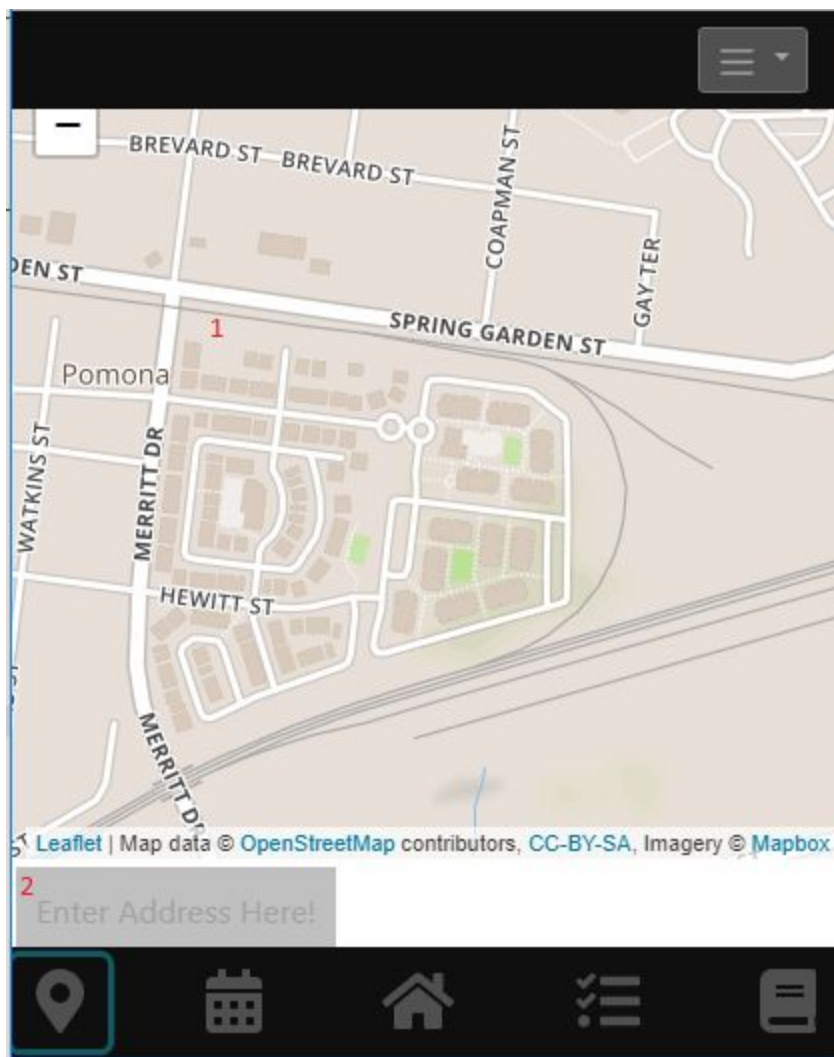 −
BREVARD ST BREVARD ST
COAPMAN ST
GAY TER
DEN ST
SPRING GARDEN ST
1
Pomona
WATKINS ST
MERRITT DR
HEWITT ST
MERRITT DR
Leaflet | Map data © OpenStreetMap contributors, CC-BY-SA, Imagery © Mapbox
2
Enter Address Here!